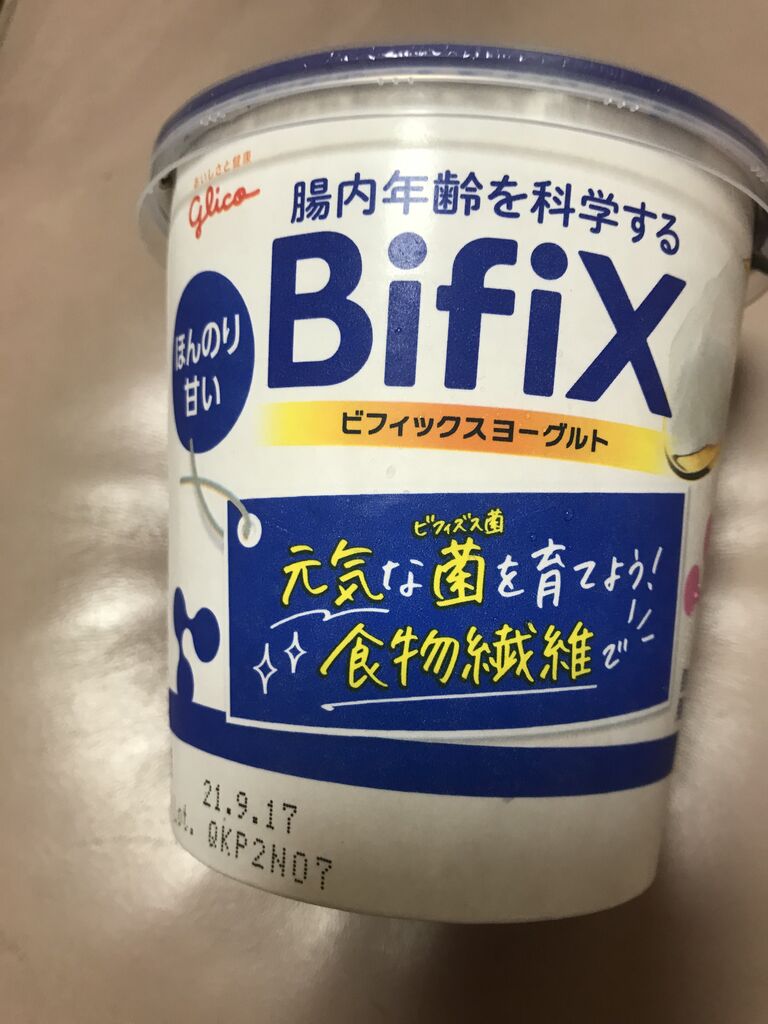 おいしさと健康
Glico
腸内年齢を科学する
BifiX
ほんのり
甘い
ビフィックスヨーグルト
ビフィズス菌
元気な菌を育てよう!
食物繊維で
21.9.17
QKP2N07